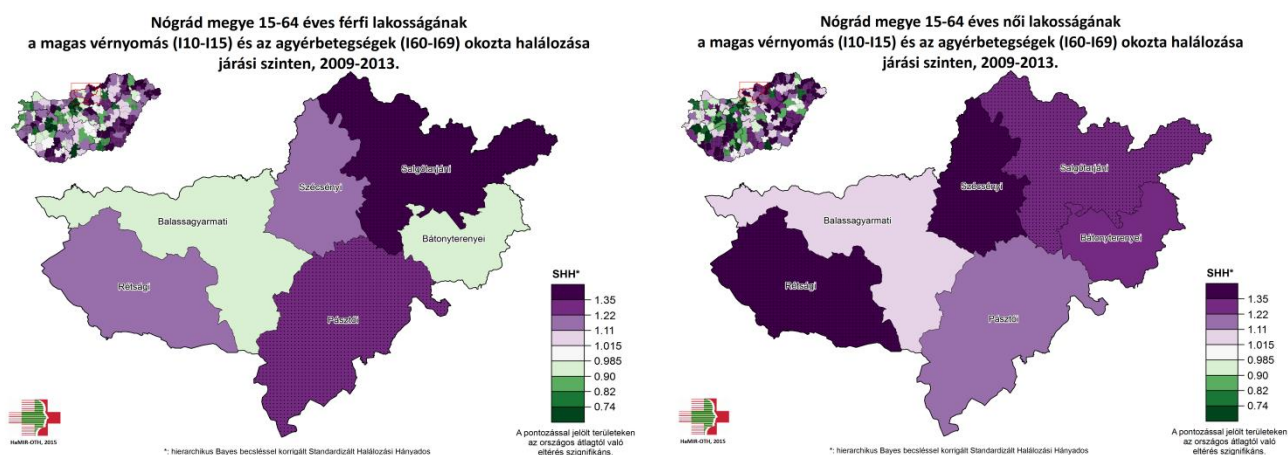 Nógrád megye 15-64 éves férfi lakosságának
a magas vérnyomás (I10-I15) és az agyérbetegségek (I60-I69) okozta halálozása
járási szinten, 2009-2013.
Salgótarjáni
Szécsényi
Balassagyarmati
Bátonyterenyei
Rétsági
Pásztói
SHH*
1.35
1.22
1.11
1.015
0.985
0.90
0.82
0.74
HaMIR-OTH, 2015
A pontozással jelölt területeken
az országos átlagtól való
eltérés szignifikáns.
*: hierarchikus Bayes becsléssel korrigált Standardizált Halálozási Hányados
Nógrád megye 15-64 éves női lakosságának
a magas vérnyomás (I10-I15) és az agyérbetegségek (I60-I69) okozta halálozása
járási szinten, 2009-2013.
Salgótarjáni
Szécsényi
Balassagyarmati
Bátonyterenyei
Rétsági
Pásztói
SHH*
1.35
1.22
1.11
1.015
0.985
0.90
0.82
0.74
HaMIR-OTH, 2015
A pontozással jelölt területeken
az országos átlagtól való
eltérés szignifikáns.
*: hierarchikus Bayes becsléssel korrigált Standardizált Halálozási Hányados